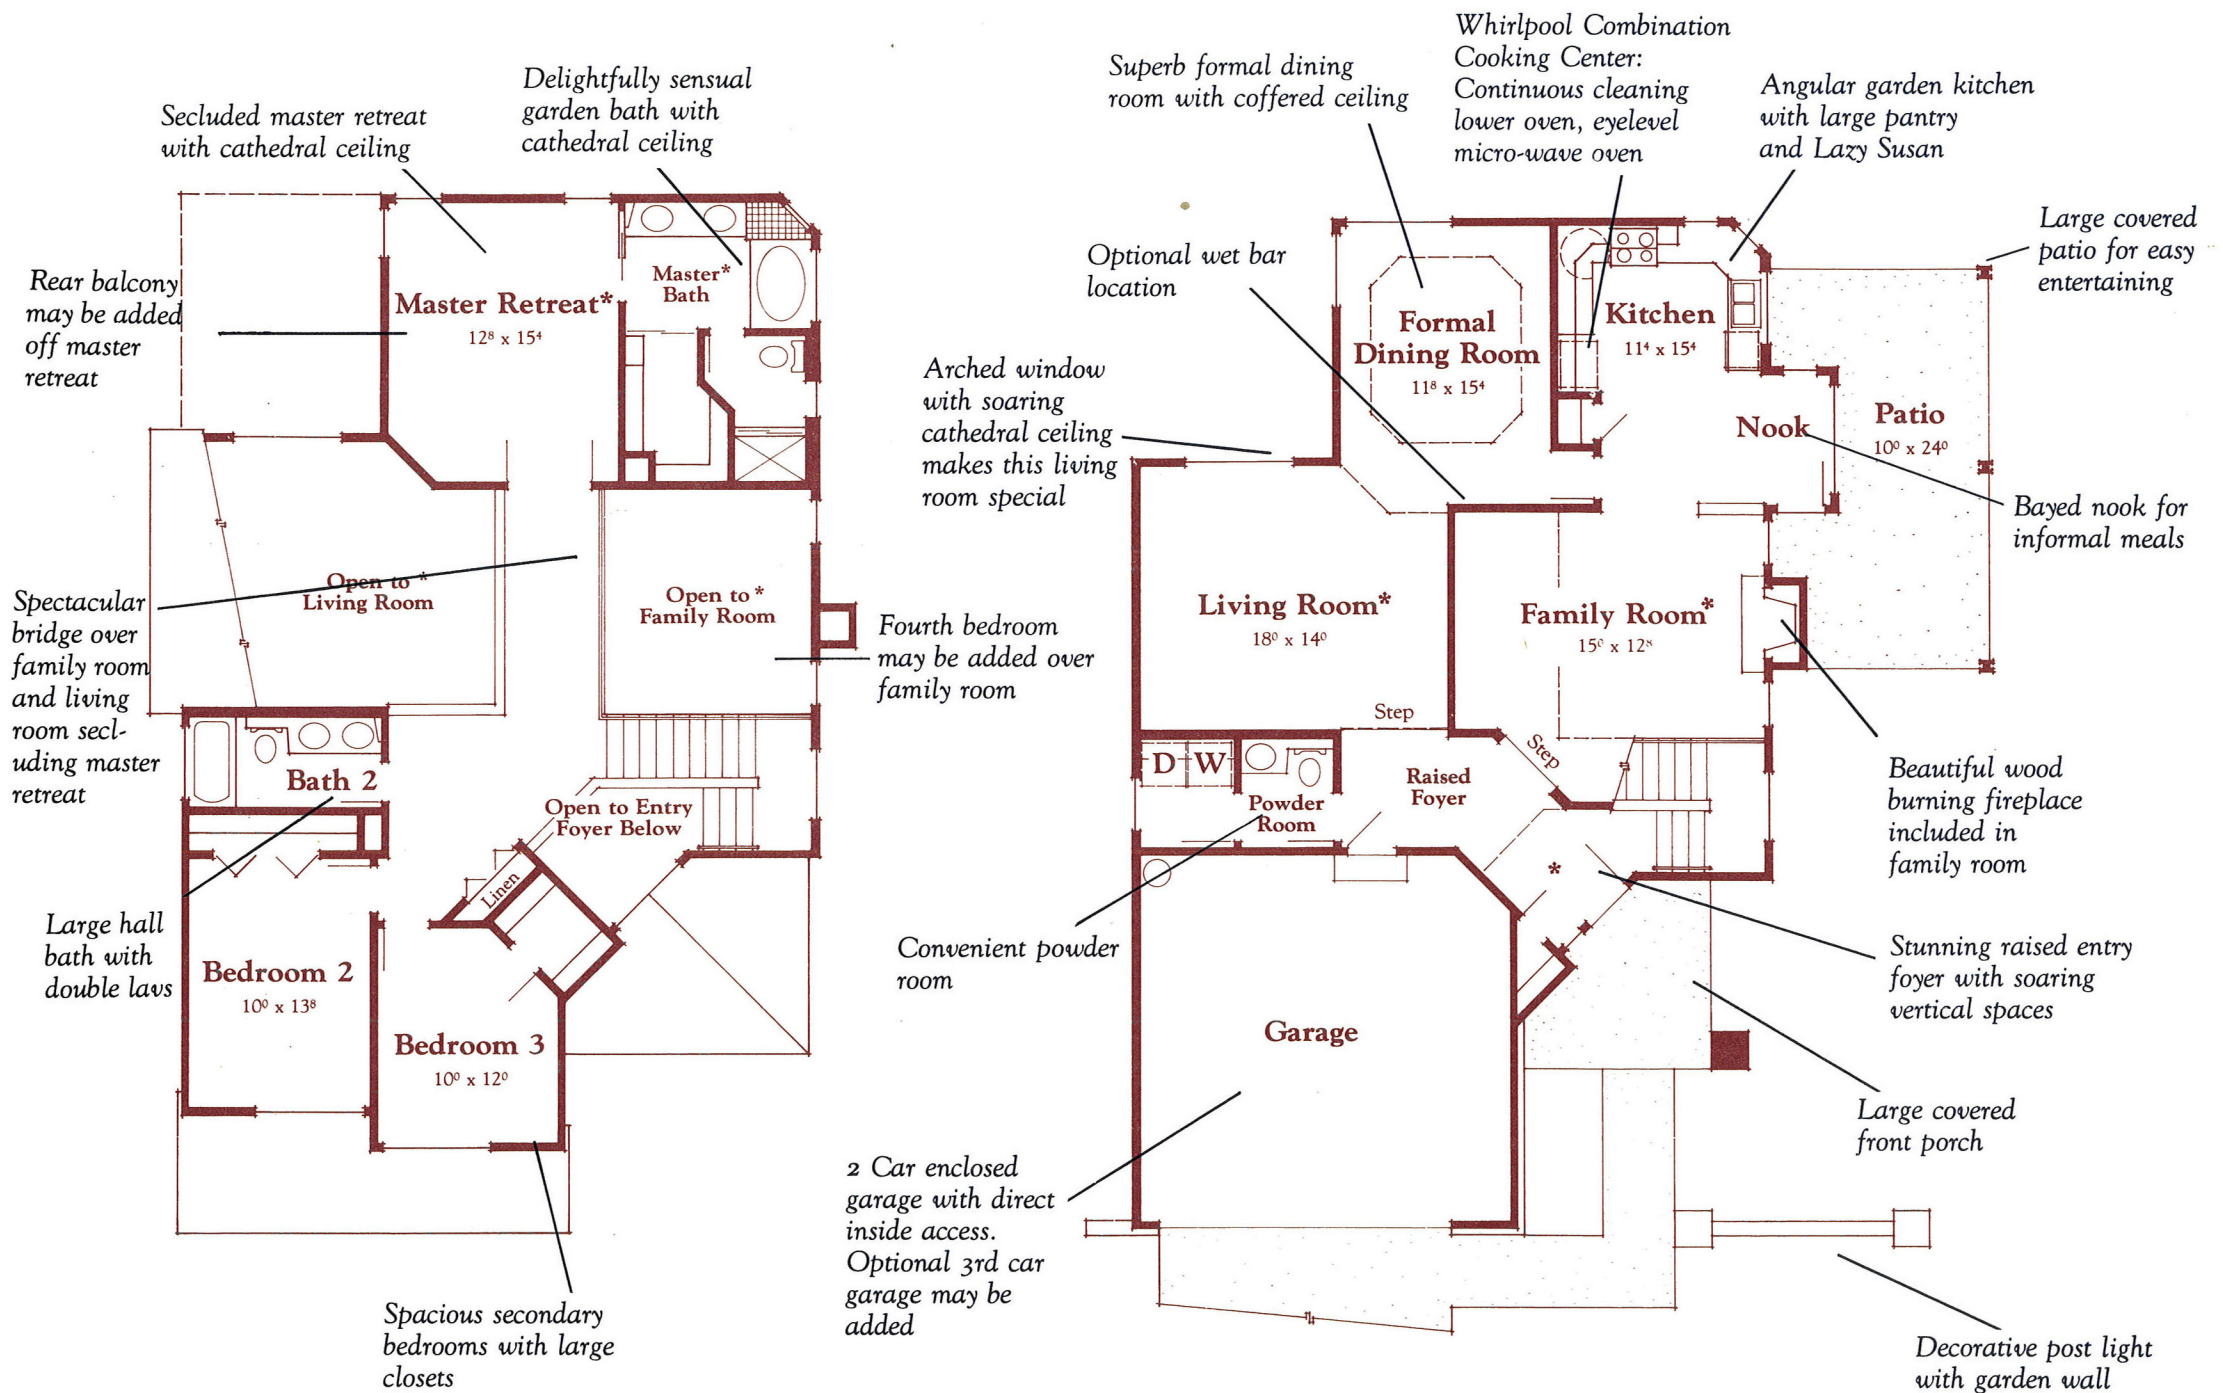 Secluded master retreat
with cathedral ceiling
Delightfully sensual
garden bath with
cathedral ceiling
Rear balcony
may be added
off master
retreat
Master Retreat*
12⁸ x 15⁴
Master*
Bath
Open to *
Living Room
Open to *
Family Room
Spectacular
bridge over
family room
and living
room secl-
uding master
retreat
Fourth bedroom
may be added over
family room
Bath 2
Open to Entry
Foyer Below
Linen
Large hall
bath with
double lavs
Bedroom 2
10⁰ x 13⁸
Bedroom 3
10⁰ x 12⁰
Spacious secondary
bedrooms with large
closets
Superb formal dining
room with coffered ceiling
Whirlpool Combination
Cooking Center:
Continuous cleaning
lower oven, eyelevel
micro-wave oven
Angular garden kitchen
with large pantry
and Lazy Susan
Large covered
patio for easy
entertaining
Optional wet bar
location
Formal
Dining Room
11⁸ x 15⁴
Kitchen
11⁴ x 15⁴
Arched window
with soaring
cathedral ceiling
makes this living
room special
Nook
Patio
10⁰ x 24⁰
Bayed nook for
informal meals
Living Room*
18⁰ x 14⁰
Family Room*
15⁰ x 12⁸
Step
Step
D W
Powder
Room
Raised
Foyer
*
Beautiful wood
burning fireplace
included in
family room
Convenient powder
room
Stunning raised entry
foyer with soaring
vertical spaces
Garage
Large covered
front porch
2 Car enclosed
garage with direct
inside access.
Optional 3rd car
garage may be
added
Decorative post light
with garden wall